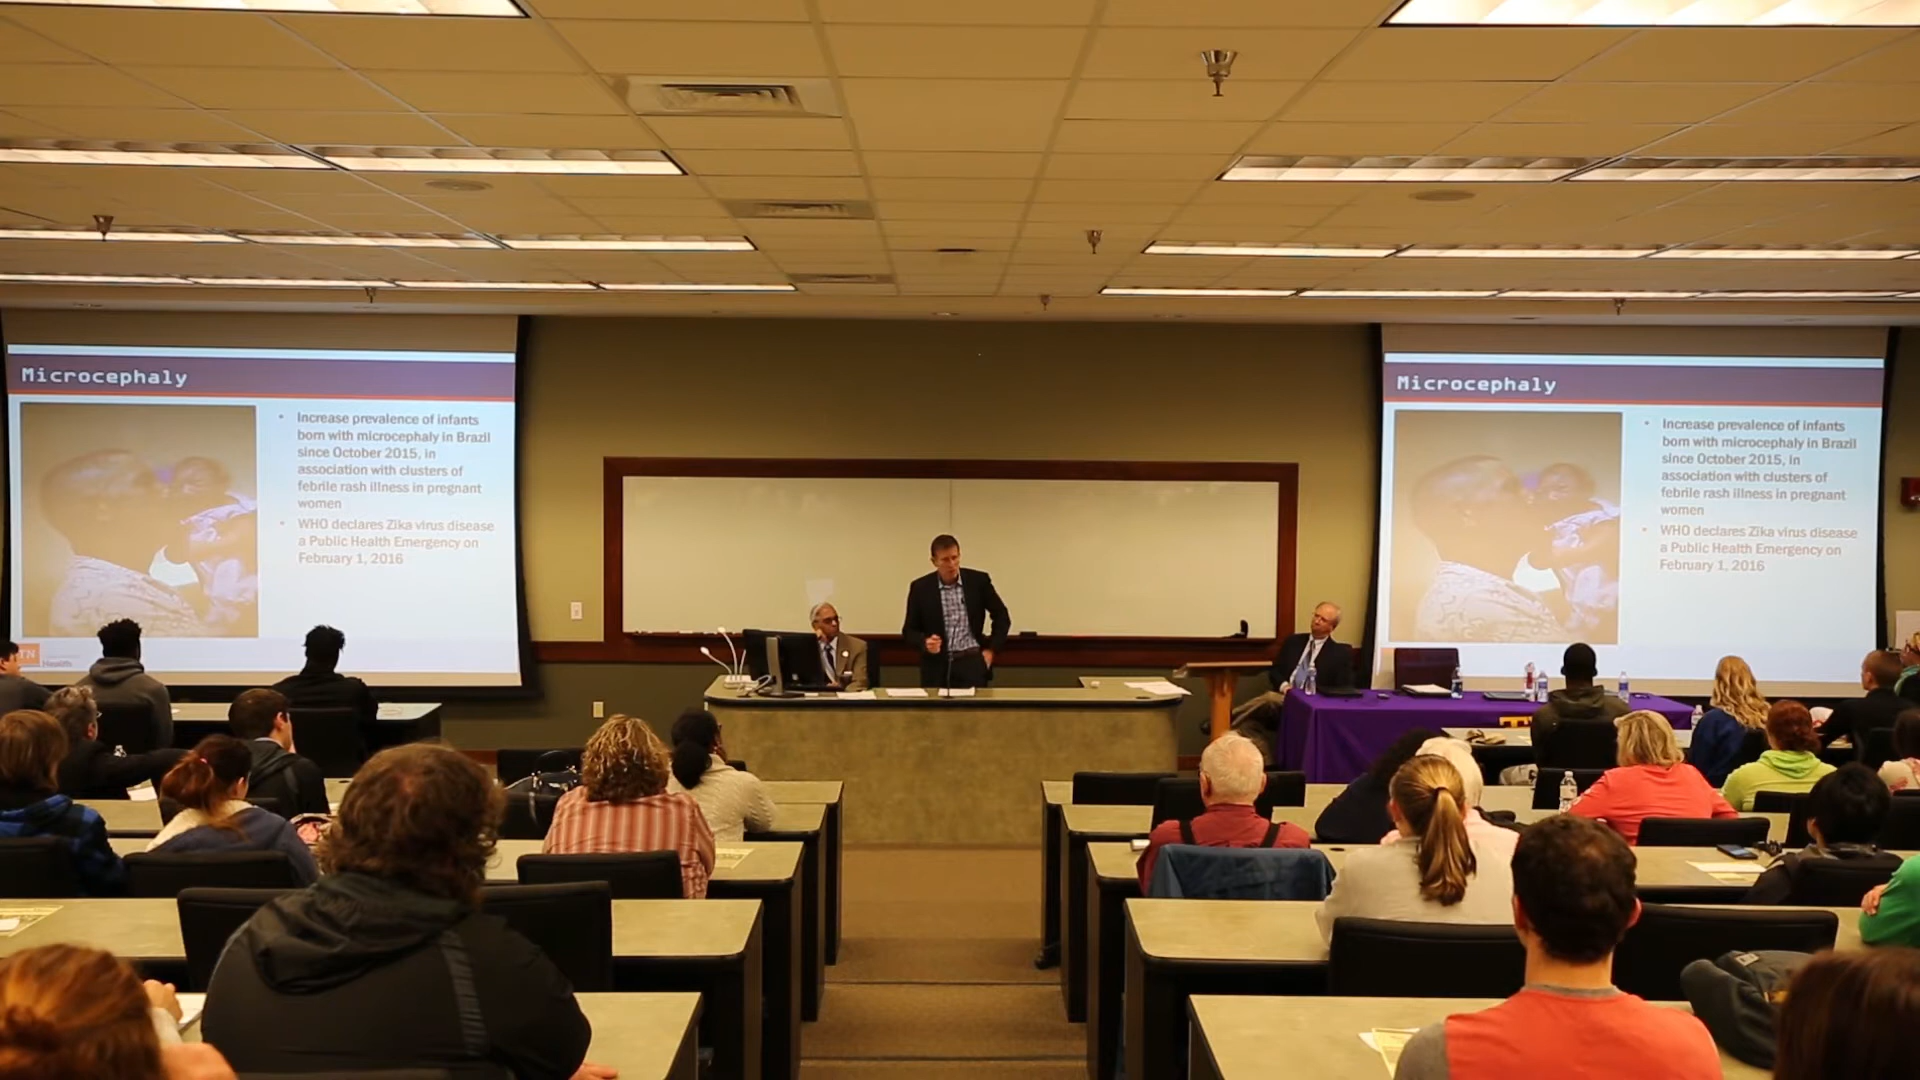 Microcephaly
• Increase prevalence of infants
born with microcephaly in Brazil
since October 2015, in
association with clusters of
febrile rash illness in pregnant
women
• WHO declares Zika virus disease
a Public Health Emergency on
February 1, 2016
TN
Health
Microcephaly
• Increase prevalence of infants
born with microcephaly in Brazil
since October 2015, in
association with clusters of
febrile rash illness in pregnant
women
• WHO declares Zika virus disease
a Public Health Emergency on
February 1, 2016